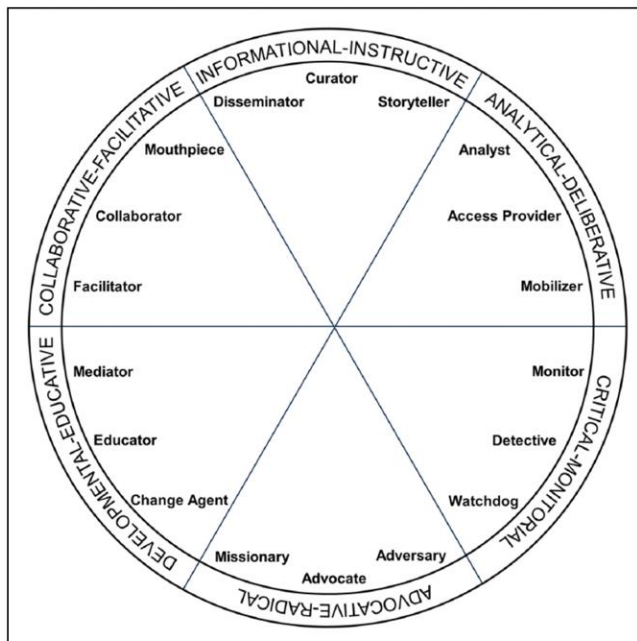 INFORMATIONAL-INSTRUCTIVE
Disseminator
Curator
Storyteller
ANALYTICAL-DELIBERATIVE
Analyst
Access Provider
Mobilizer
CRITICAL-MONITORIAL
Monitor
Detective
Watchdog
ADVOCATIVE-RADICAL
Adversary
Advocate
Missionary
DEVELOPMENTAL-EDUCATIVE
Change Agent
Educator
Mediator
COLLABORATIVE-FACILITATIVE
Facilitator
Collaborator
Mouthpiece